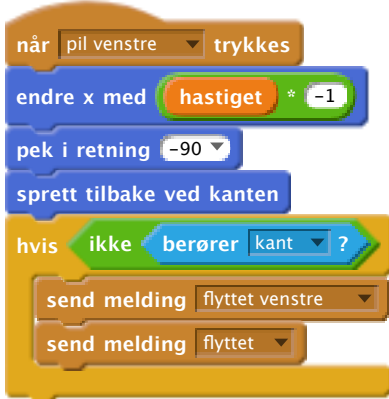 når pil venstre trykkes
endre x med hastiget * -1
pek i retning -90
sprett tilbake ved kanten
hvis ikke berører kant ?
send melding flyttet venstre
send melding flyttet